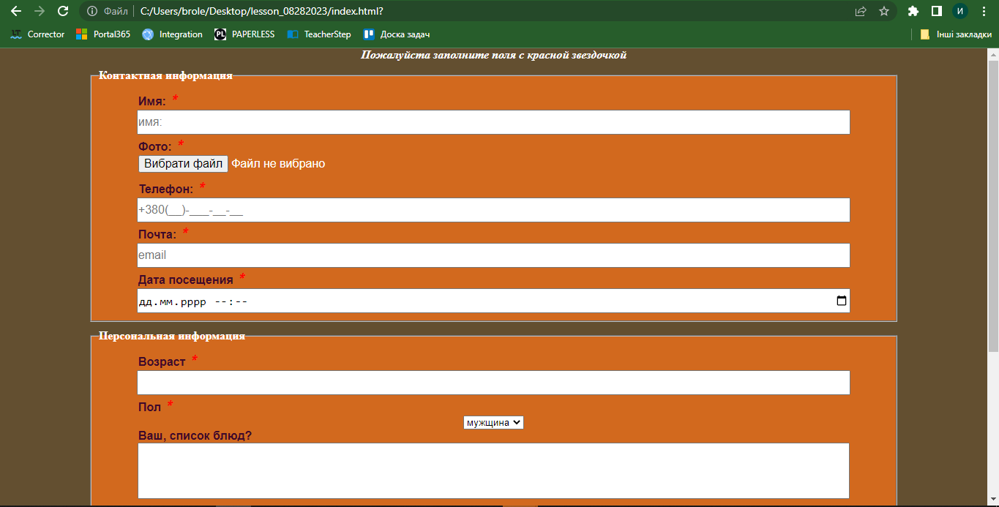 Файл C:/Users/brole/Desktop/lesson_08282023/index.html? И
LT Corrector Portal365 Integration PL PAPERLESS TeacherStep Доска задач Інші закладки
Пожалуйста заполните поля с красной звездочкой
Контактная информация
Имя: *
имя:
Фото: *
Вибрати файл Файл не вибрано
Телефон: *
+380(__)-___-__-__
Почта: *
email
Дата посещения *
дд.мм.рррр --:--
Персональная информация
Возраст *
Пол *
мужщина
Ваш, список блюд?